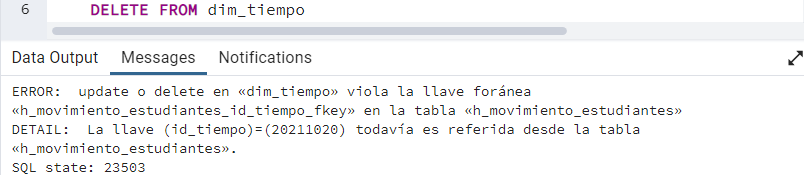 6 DELETE FROM dim_tiempo
Data Output Messages Notifications
ERROR:  update o delete en «dim_tiempo» viola la llave foránea
«h_movimiento_estudiantes_id_tiempo_fkey» en la tabla «h_movimiento_estudiantes»
DETAIL:  La llave (id_tiempo)=(20211020) todavía es referida desde la tabla
«h_movimiento_estudiantes».
SQL state: 23503